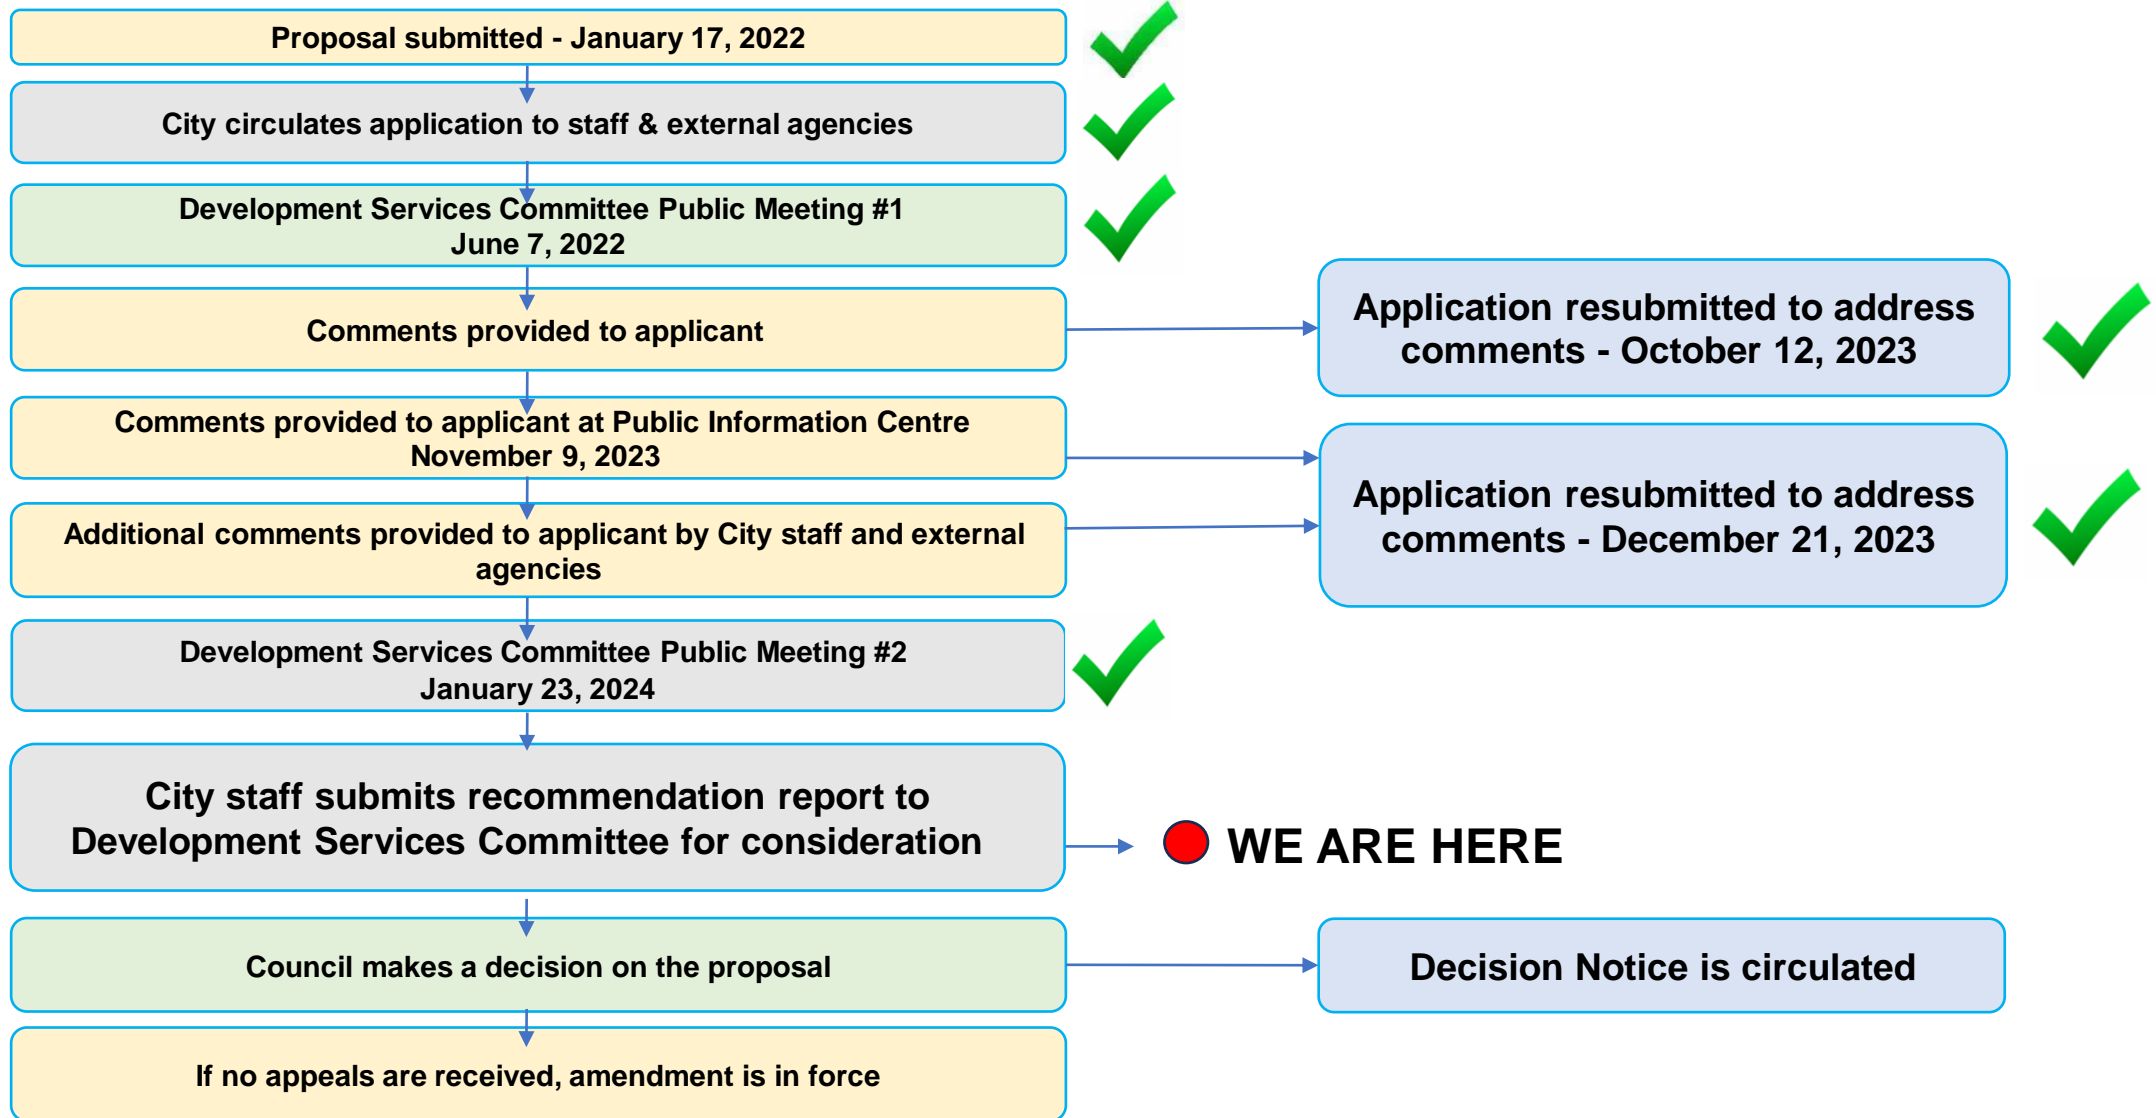 Proposal submitted - January 17, 2022
City circulates application to staff & external agencies
Development Services Committee Public Meeting #1
June 7, 2022
Comments provided to applicant
Application resubmitted to address
comments - October 12, 2023
Comments provided to applicant at Public Information Centre
November 9, 2023
Additional comments provided to applicant by City staff and external
agencies
Application resubmitted to address
comments - December 21, 2023
Development Services Committee Public Meeting #2
January 23, 2024
City staff submits recommendation report to
Development Services Committee for consideration
WE ARE HERE
Council makes a decision on the proposal
Decision Notice is circulated
If no appeals are received, amendment is in force